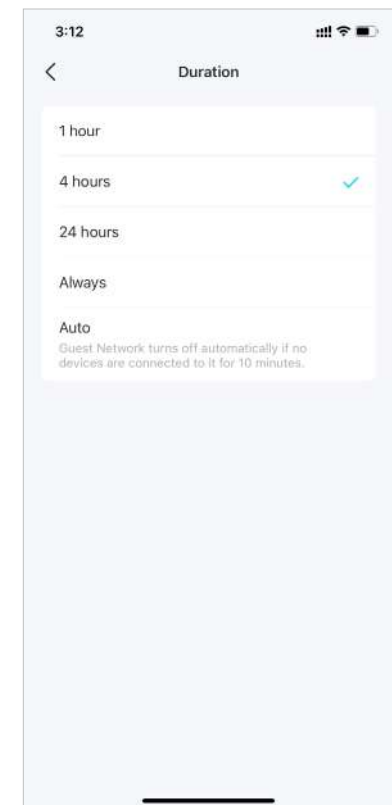 3:12
Duration
1 hour
4 hours
24 hours
Always
Auto
Guest Network turns off automatically if no
devices are connected to it for 10 minutes.